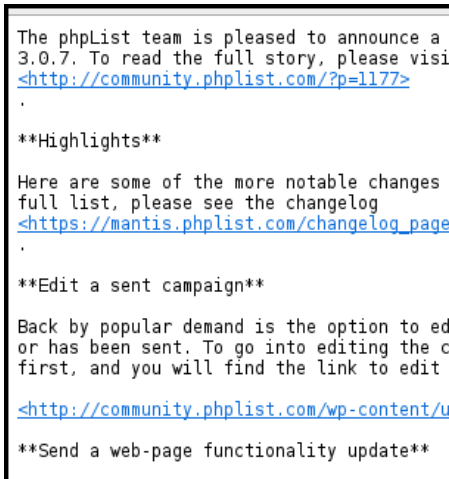 The phpList team is pleased to announce a
3.0.7. To read the full story, please visi
<http://community.phplist.com/?p=1177>
.
**Highlights**
Here are some of the more notable changes
full list, please see the changelog
<https://mantis.phplist.com/changelog_page
.
**Edit a sent campaign**
Back by popular demand is the option to ed
or has been sent. To go into editing the c
first, and you will find the link to edit
<http://community.phplist.com/wp-content/u
**Send a web-page functionality update**